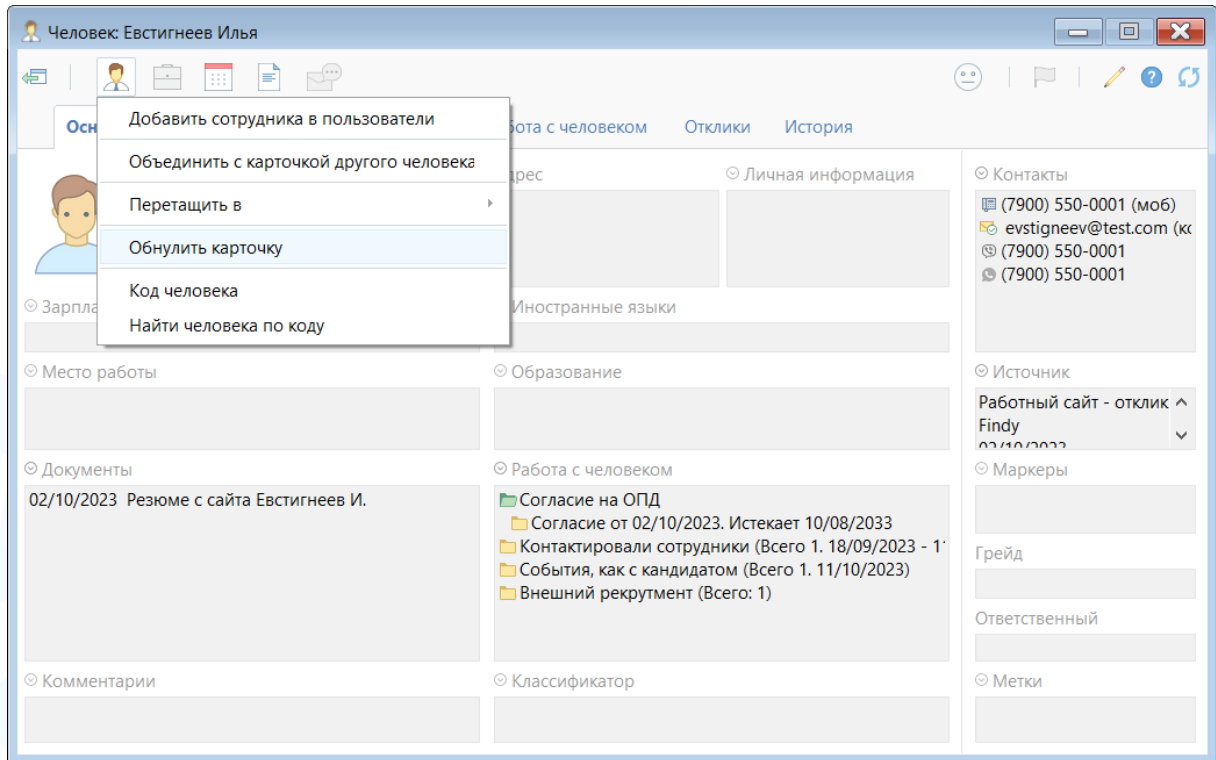 Человек: Евстигнеев Илья
Добавить сотрудника в пользователи
Объединить с карточкой другого человека
Перетащить в
Обнулить карточку
Код человека
Найти человека по коду
Осн
бота с человеком
Отклики
История
рес
Личная информация
Контакты
(7900) 550-0001 (моб)
evstigneev@test.com (ко
(7900) 550-0001
(7900) 550-0001
Зарпла
Иностранные языки
Место работы
Образование
Источник
Работный сайт - отклик
Findy
02/10/2023
Документы
02/10/2023 Резюме с сайта Евстигнеев И.
Работа с человеком
Согласие на ОПД
Согласие от 02/10/2023. Истекает 10/08/2033
Контактировали сотрудники (Всего 1. 18/09/2023 - 1
События, как с кандидатом (Всего 1. 11/10/2023)
Внешний рекрутмент (Всего: 1)
Маркеры
Грейд
Ответственный
Комментарии
Классификатор
Метки